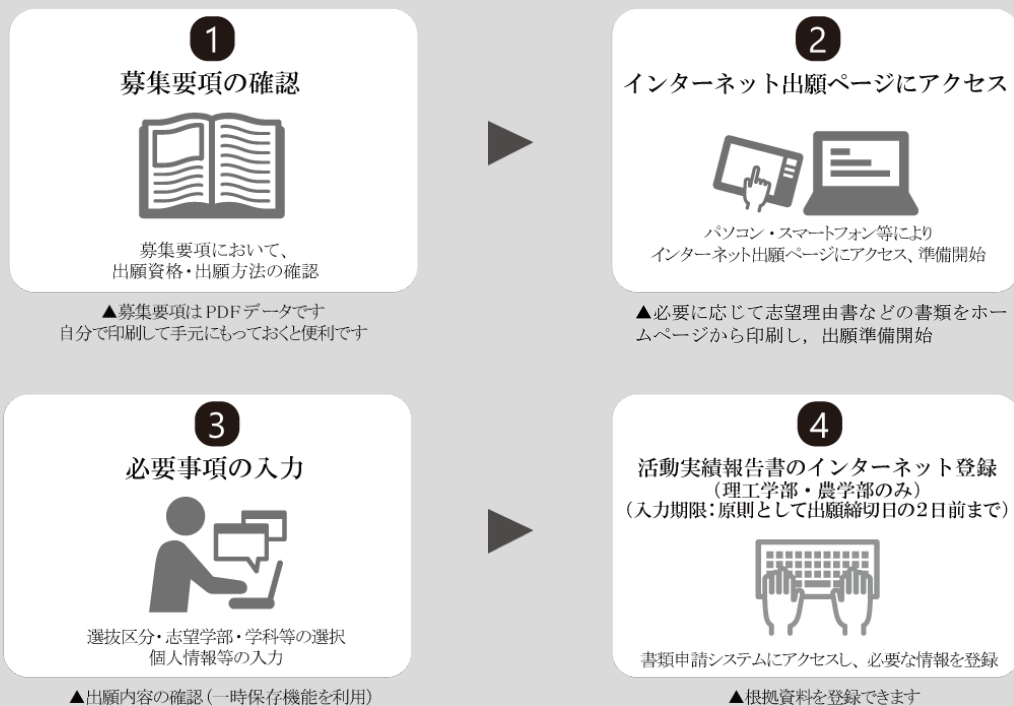 1
募集要項の確認
募集要項において、
出願資格・出願方法の確認
▲募集要項はPDFデータです
自分で印刷して手元にもっておくと便利です
2
インターネット出願ページにアクセス
パソコン・スマートフォン等により
インターネット出願ページにアクセス、準備開始
▲必要に応じて志望理由書などの書類をホー
ムページから印刷し，出願準備開始
3
必要事項の入力
選抜区分・志望学部・学科等の選択
個人情報等の入力
▲出願内容の確認（一時保存機能を利用）
4
活動実績報告書のインターネット登録
（理工学部・農学部のみ）
（入力期限：原則として出願締切日の2日前まで）
書類申請システムにアクセスし、必要な情報を登録
▲根拠資料を登録できます